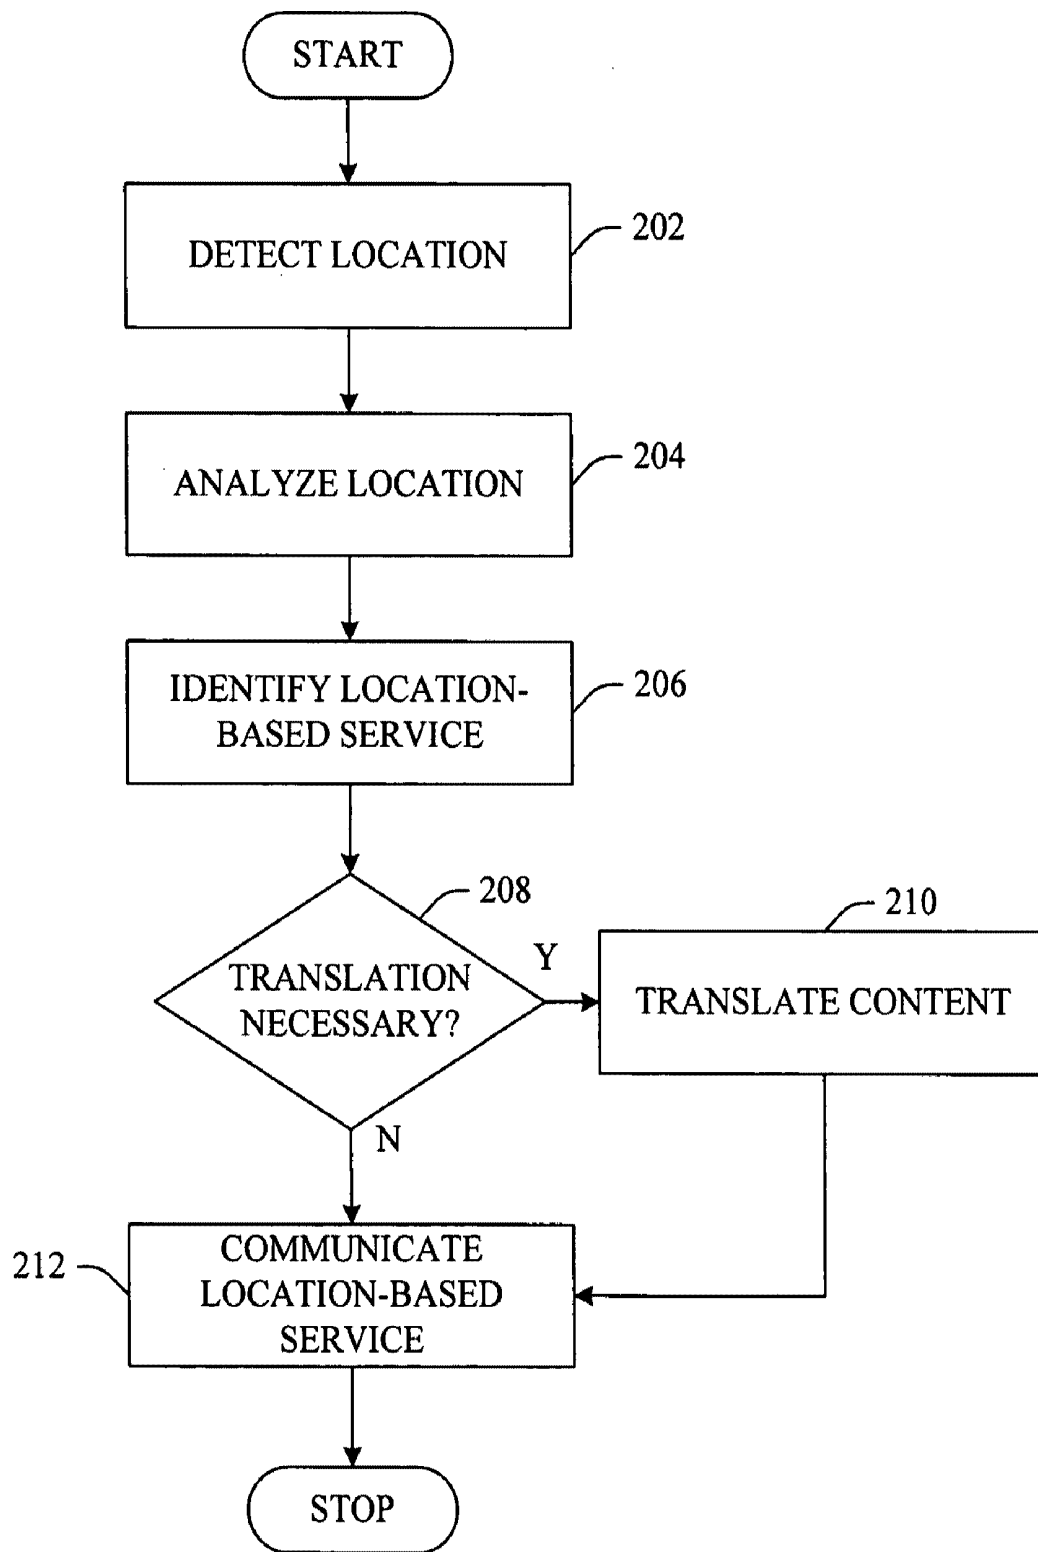 START
DETECT LOCATION
202
ANALYZE LOCATION
204
IDENTIFY LOCATION-
BASED SERVICE
206
208
TRANSLATION
NECESSARY?
Y
N
210
TRANSLATE CONTENT
212
COMMUNICATE
LOCATION-BASED
SERVICE
STOP